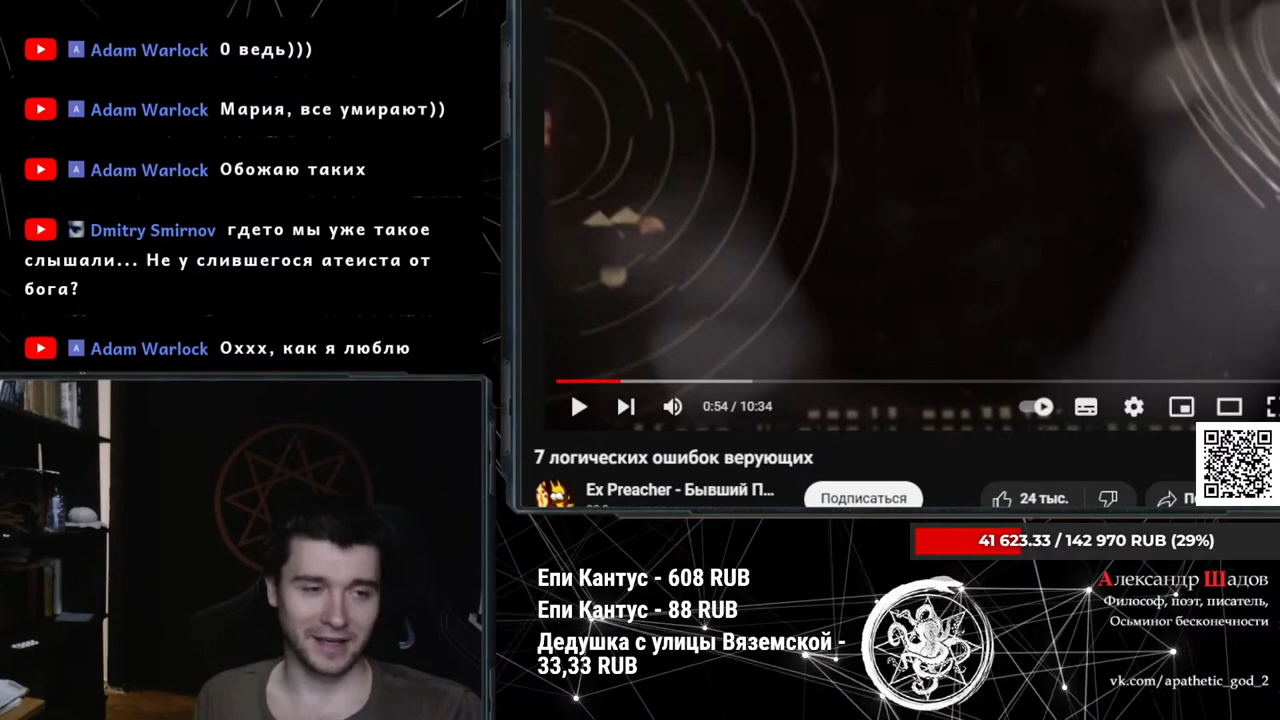 Adam Warlock О ведь)))
Adam Warlock Мария, все умирают))
Adam Warlock Обожаю таких
Dmitry Smirnov гдето мы уже такое
слышали... Не у слившегося атеиста от
бога?
Adam Warlock Оххх, как я люблю
0:54 / 10:34
7 логических ошибок верующих
Ex Preacher - Бывший П...
Подписаться
24 тыс.
41 623.33 / 142 970 RUB (29%)
Епи Кантус - 608 RUB
Епи Кантус - 88 RUB
Дедушка с улицы Вяземской -
33,33 RUB
Александр Шадов
Философ, поэт, писатель,
Осьминог бесконечности
vk.com/apathetic_god_2